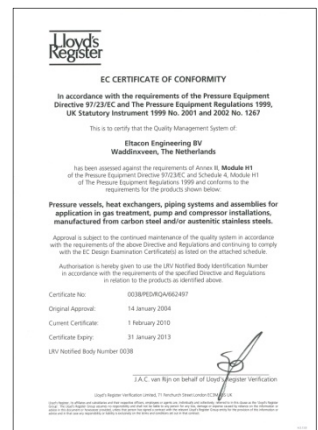 Lloyd's
Register
EC CERTIFICATE OF CONFORMITY
In accordance with the requirements of the Pressure Equipment
Directive 97/23/EC and The Pressure Equipment Regulations 1999,
UK Statutory Instrument 1999 No. 2001 and 2002 No. 1267
This is to certify that the Quality Management System of:
Eltacon Engineering BV
Waddinxveen, The Netherlands
has been assessed against the requirements of Annex III, Module H1
of the Pressure Equipment Directive 97/23/EC and Schedule 4, Module H1
of The Pressure Equipment Regulations 1999 and conforms to the
requirements for the products shown below:
Pressure vessels, heat exchangers, piping systems and assemblies for
application in gas treatment, pump and compressor installations,
manufactured from carbon steel and/or austenitic stainless steels.
Approval is subject to the continued maintenance of the quality system in accordance
with the requirements of the above Directive and Regulations and continuing to comply
with the EC Design Examination Certificate(s) as listed on the attached schedule.
Authorisation is hereby given to use the LRV Notified Body Identification Number
in accordance with the requirements of the specified Directive and Regulations
in relation to the products as identified above.
Certificate No: 0038/PED/RQA/662497
Original Approval: 14 January 2004
Current Certificate: 1 February 2010
Certificate Expiry: 31 January 2013
LRV Notified Body Number 0038
J.A.C. van Rijn on behalf of Lloyd's Register Verification
Lloyd's Register Verification Limited, 71 Fenchurch Street London EC3M 4BS UK